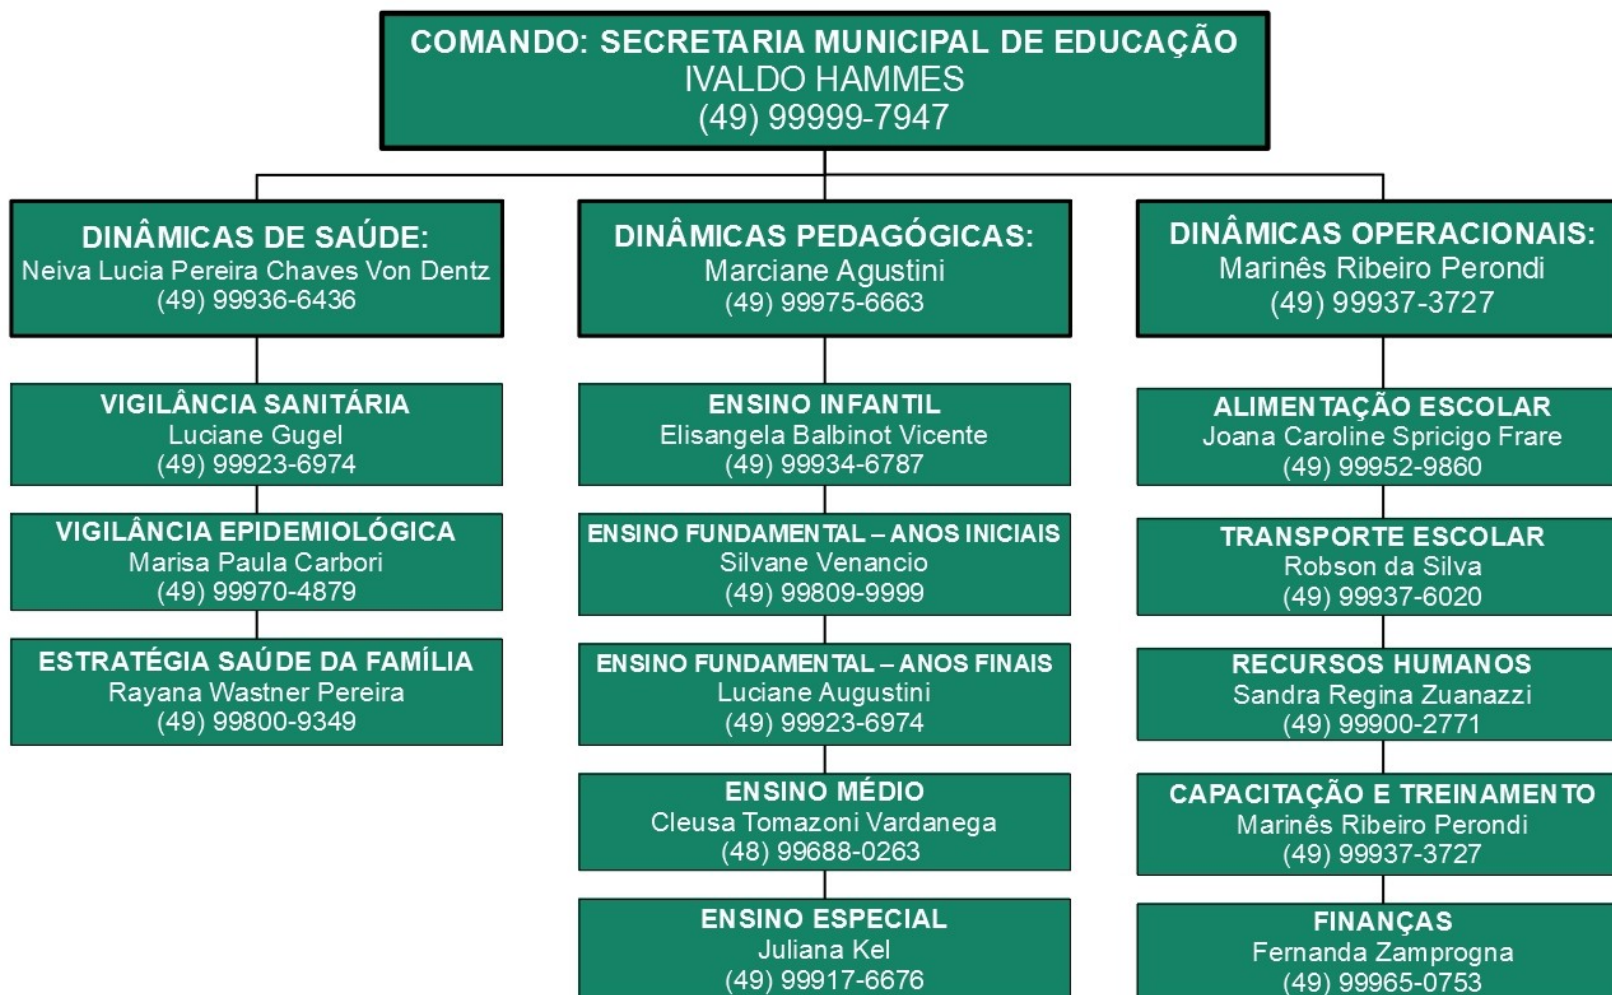 COMANDO: SECRETARIA MUNICIPAL DE EDUCAÇÃO
IVALDO HAMMES
(49) 99999-7947
DINÂMICAS DE SAÚDE:
Neiva Lucia Pereira Chaves Von Dentz
(49) 99936-6436
VIGILÂNCIA SANITÁRIA
Luciane Gugel
(49) 99923-6974
VIGILÂNCIA EPIDEMIOLÓGICA
Marisa Paula Carbori
(49) 99970-4879
ESTRATÉGIA SAÚDE DA FAMÍLIA
Rayana Wastner Pereira
(49) 99800-9349
DINÂMICAS PEDAGÓGICAS:
Marciane Agustini
(49) 99975-6663
ENSINO INFANTIL
Elisangela Balbinot Vicente
(49) 99934-6787
ENSINO FUNDAMENTAL – ANOS INICIAIS
Silvane Venancio
(49) 99809-9999
ENSINO FUNDAMENTAL – ANOS FINAIS
Luciane Augustini
(49) 99923-6974
ENSINO MÉDIO
Cleusa Tomazoni Vardanega
(48) 99688-0263
ENSINO ESPECIAL
Juliana Kel
(49) 99917-6676
DINÂMICAS OPERACIONAIS:
Marinês Ribeiro Perondi
(49) 99937-3727
ALIMENTAÇÃO ESCOLAR
Joana Caroline Spricigo Frare
(49) 99952-9860
TRANSPORTE ESCOLAR
Robson da Silva
(49) 99937-6020
RECURSOS HUMANOS
Sandra Regina Zuanazzi
(49) 99900-2771
CAPACITAÇÃO E TREINAMENTO
Marinês Ribeiro Perondi
(49) 99937-3727
FINANÇAS
Fernanda Zamprogna
(49) 99965-0753